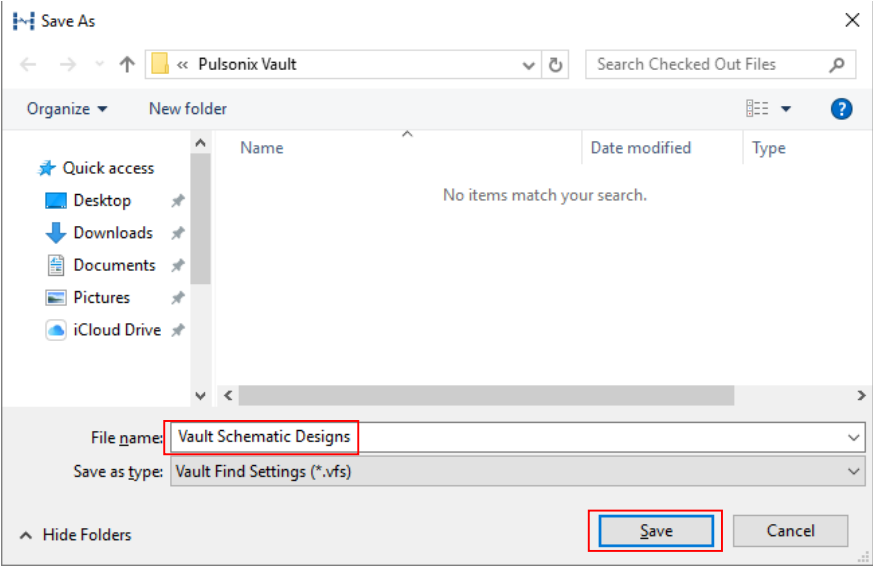 Save As
« Pulsonix Vault
Search Checked Out Files
Organize
New folder
?
Name
Date modified
Type
No items match your search.
Quick access
Desktop
Downloads
Documents
Pictures
iCloud Drive
File name: Vault Schematic Designs
Save as type: Vault Find Settings (*.vfs)
Hide Folders
Save
Cancel